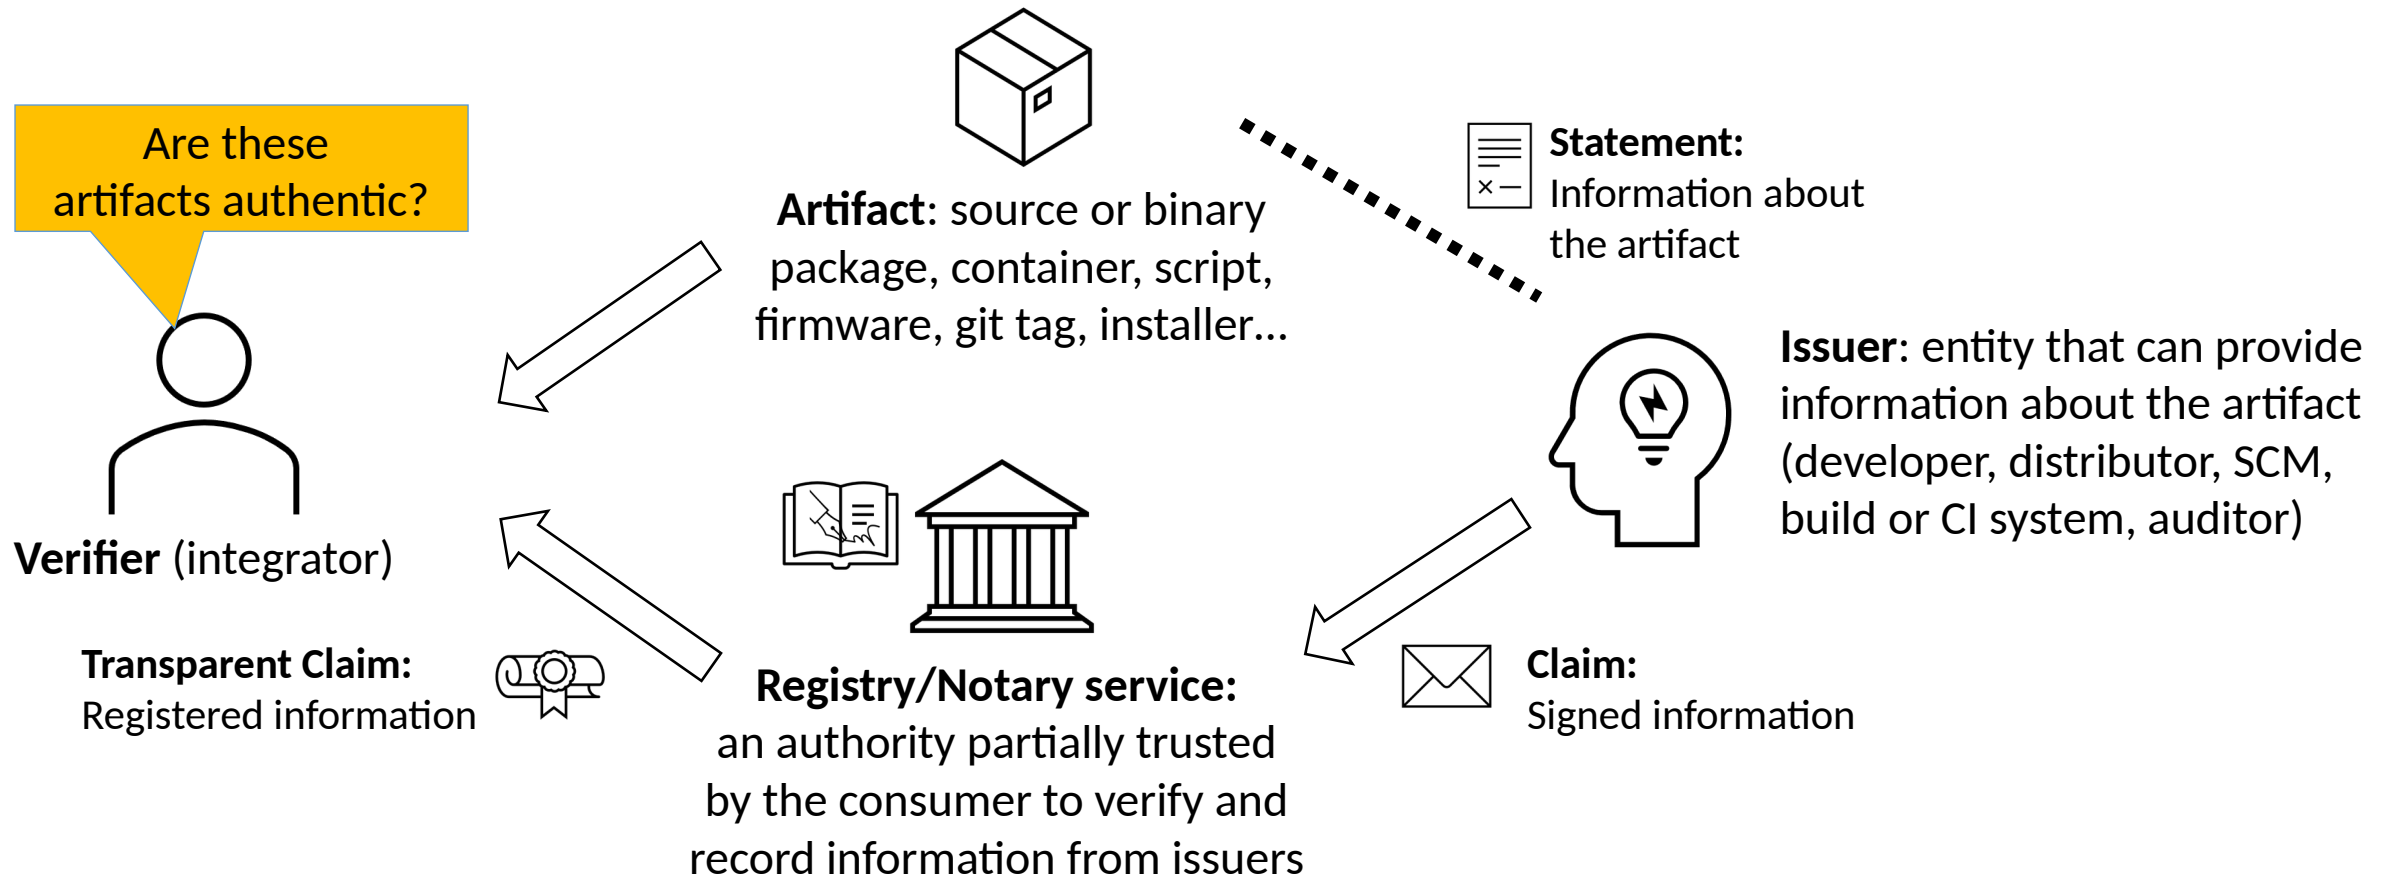 Are these
artifacts authentic?
Verifier (integrator)
Artifact: source or binary
package, container, script,
firmware, git tag, installer...
Statement:
Information about
the artifact
Issuer: entity that can provide
information about the artifact
(developer, distributor, SCM,
build or CI system, auditor)
Claim:
Signed information
Registry/Notary service:
an authority partially trusted
by the consumer to verify and
record information from issuers
Transparent Claim:
Registered information